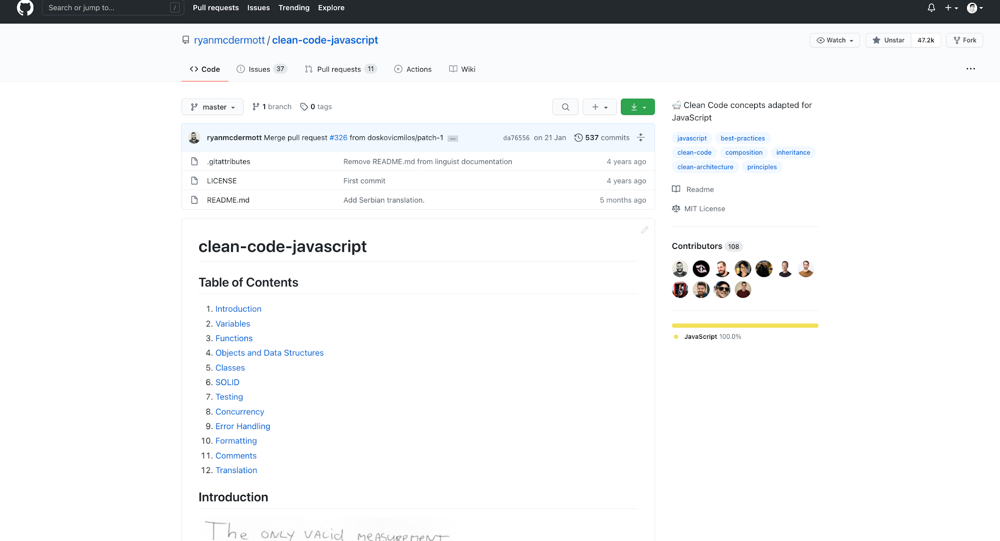 Search or jump to... /
Pull requests Issues Trending Explore
ryanmcdermott / clean-code-javascript
Watch Unstar 47.2k Fork
Code Issues 37 Pull requests 11 Actions Wiki
master 1 branch 0 tags
ryanmcdermott Merge pull request #326 from doskovicmilos/patch-1 ... da76556 on 21 Jan 537 commits
.gitattributes Remove README.md from linguist documentation 4 years ago
LICENSE First commit 4 years ago
README.md Add Serbian translation. 5 months ago
clean-code-javascript
Table of Contents
1. Introduction
2. Variables
3. Functions
4. Objects and Data Structures
5. Classes
6. SOLID
7. Testing
8. Concurrency
9. Error Handling
10. Formatting
11. Comments
12. Translation
Introduction
The ONLY VALID MEASUREMENT
Clean Code concepts adapted for
JavaScript
javascript best-practices
clean-code composition inheritance
clean-architecture principles
Readme
MIT License
Contributors 108
JavaScript 100.0%